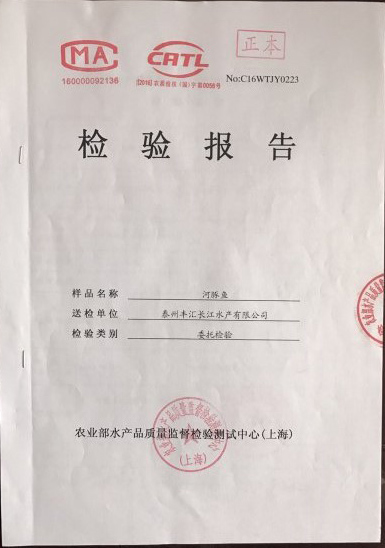 正本
MA
160000092136
CATL
No:C16WTJY0223
检验报告
样品名称 河豚鱼
送检单位 泰州丰汇长江水产有限公司
检验类别 委托检验
农业部水产品质量监督检验测试中心(上海)
(上海)